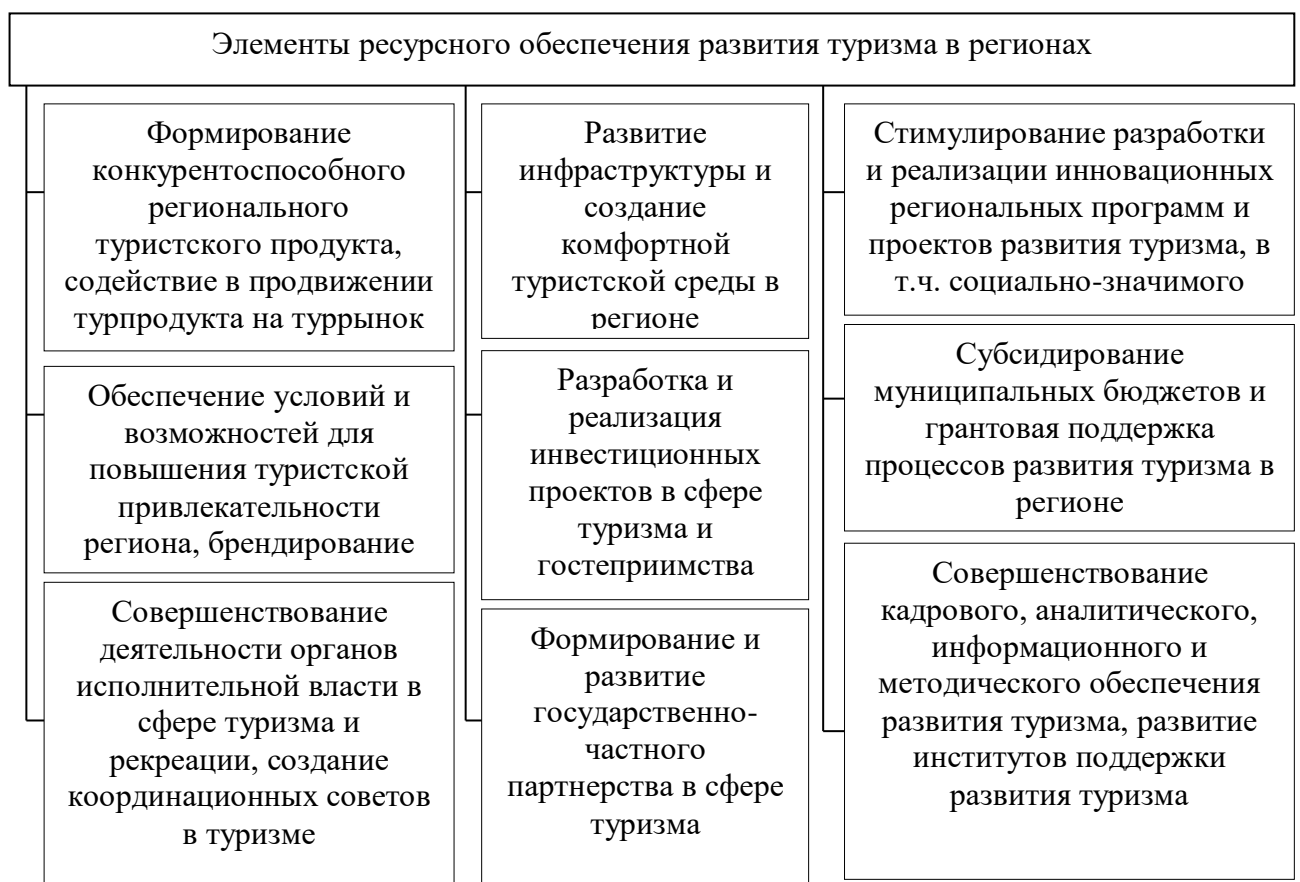 Элементы ресурсного обеспечения развития туризма в регионах
Формирование
конкурентоспособного
регионального
туристского продукта,
содействие в продвижении
турпродукта на туррынок
Обеспечение условий и
возможностей для
повышения туристской
привлекательности
региона, брендирование
Совершенствование
деятельности органов
исполнительной власти в
сфере туризма и
рекреации, создание
координационных советов
в туризме
Развитие
инфраструктуры и
создание
комфортной
туристской среды в
регионе
Разработка и
реализация
инвестиционных
проектов в сфере
туризма и
гостеприимства
Формирование и
развитие
государственно-
частного
партнерства в сфере
туризма
Стимулирование разработки
и реализации инновационных
региональных программ и
проектов развития туризма, в
т.ч. социально-значимого
Субсидирование
муниципальных бюджетов и
грантовая поддержка
процессов развития туризма в
регионе
Совершенствование
кадрового, аналитического,
информационного и
методического обеспечения
развития туризма, развитие
институтов поддержки
развития туризма